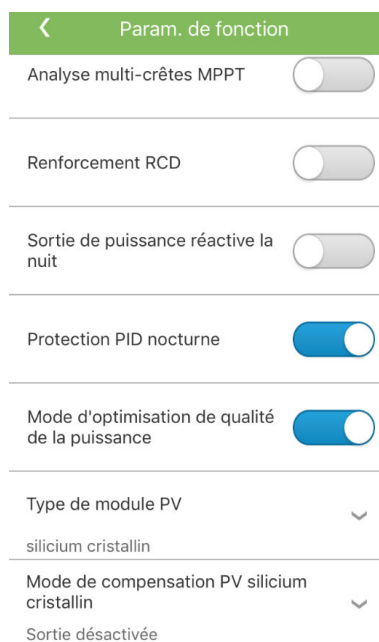 Param. de fonction
Analyse multi-crêtes MPPT
Renforcement RCD
Sortie de puissance réactive la
nuit
Protection PID nocturne
Mode d'optimisation de qualité
de la puissance
Type de module PV
silicium cristallin
Mode de compensation PV silicium
cristallin
Sortie désactivée